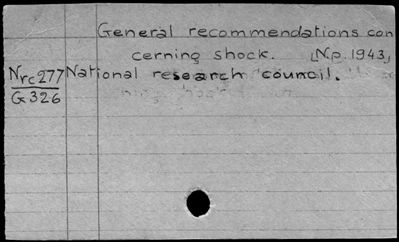 General recommendations con
cerning shock. [N.p. 1943]
Nrc277 National research council.
G326